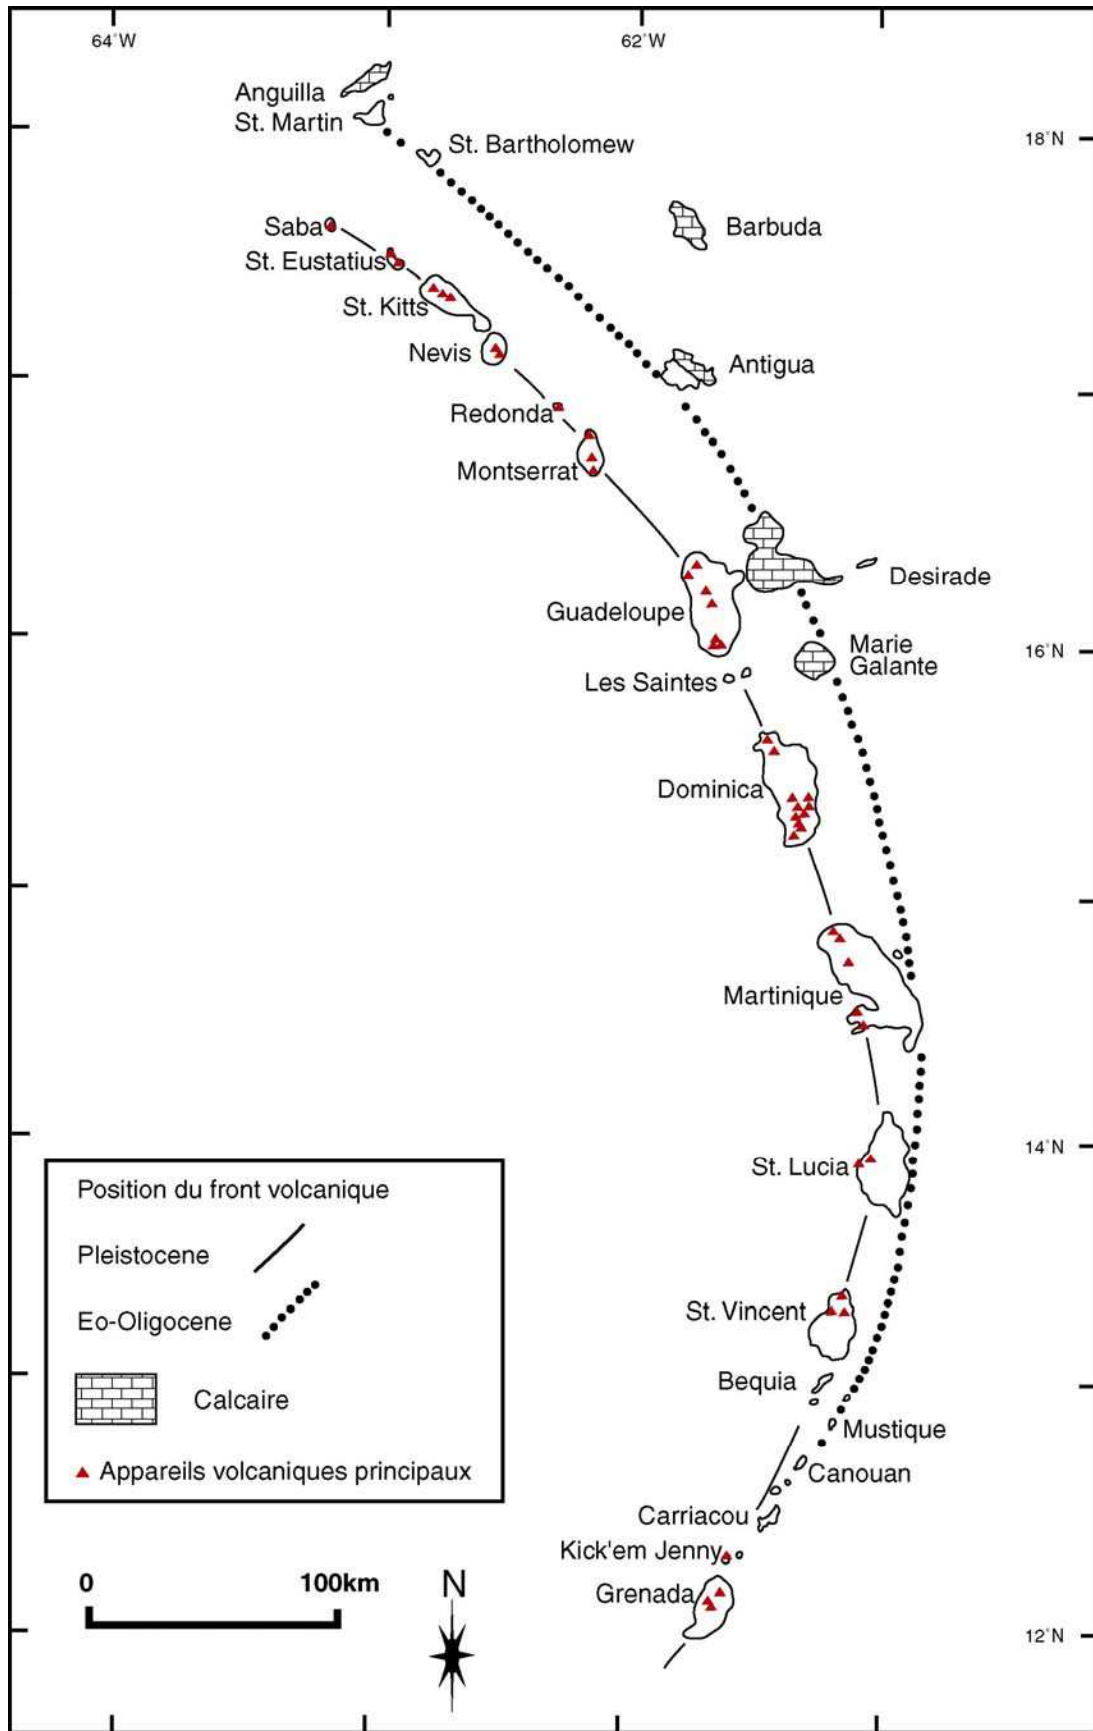 64°W
62°W
Anguilla
St. Martin
18°N
St. Bartholomew
Saba
Barbuda
St. Eustatius
St. Kitts
Nevis
Antigua
Redonda
Montserrat
Desirade
Guadeloupe
Marie
Galante
16°N
Les Saintes
Dominica
Martinique
14°N
St. Lucia
Position du front volcanique
Pleistocene
St. Vincent
Eo-Oligocene
Bequia
Calcaire
Mustique
Appareils volcaniques principaux
Canouan
Carriacou
Kick'em Jenny
0
100km
N
Grenada
12°N